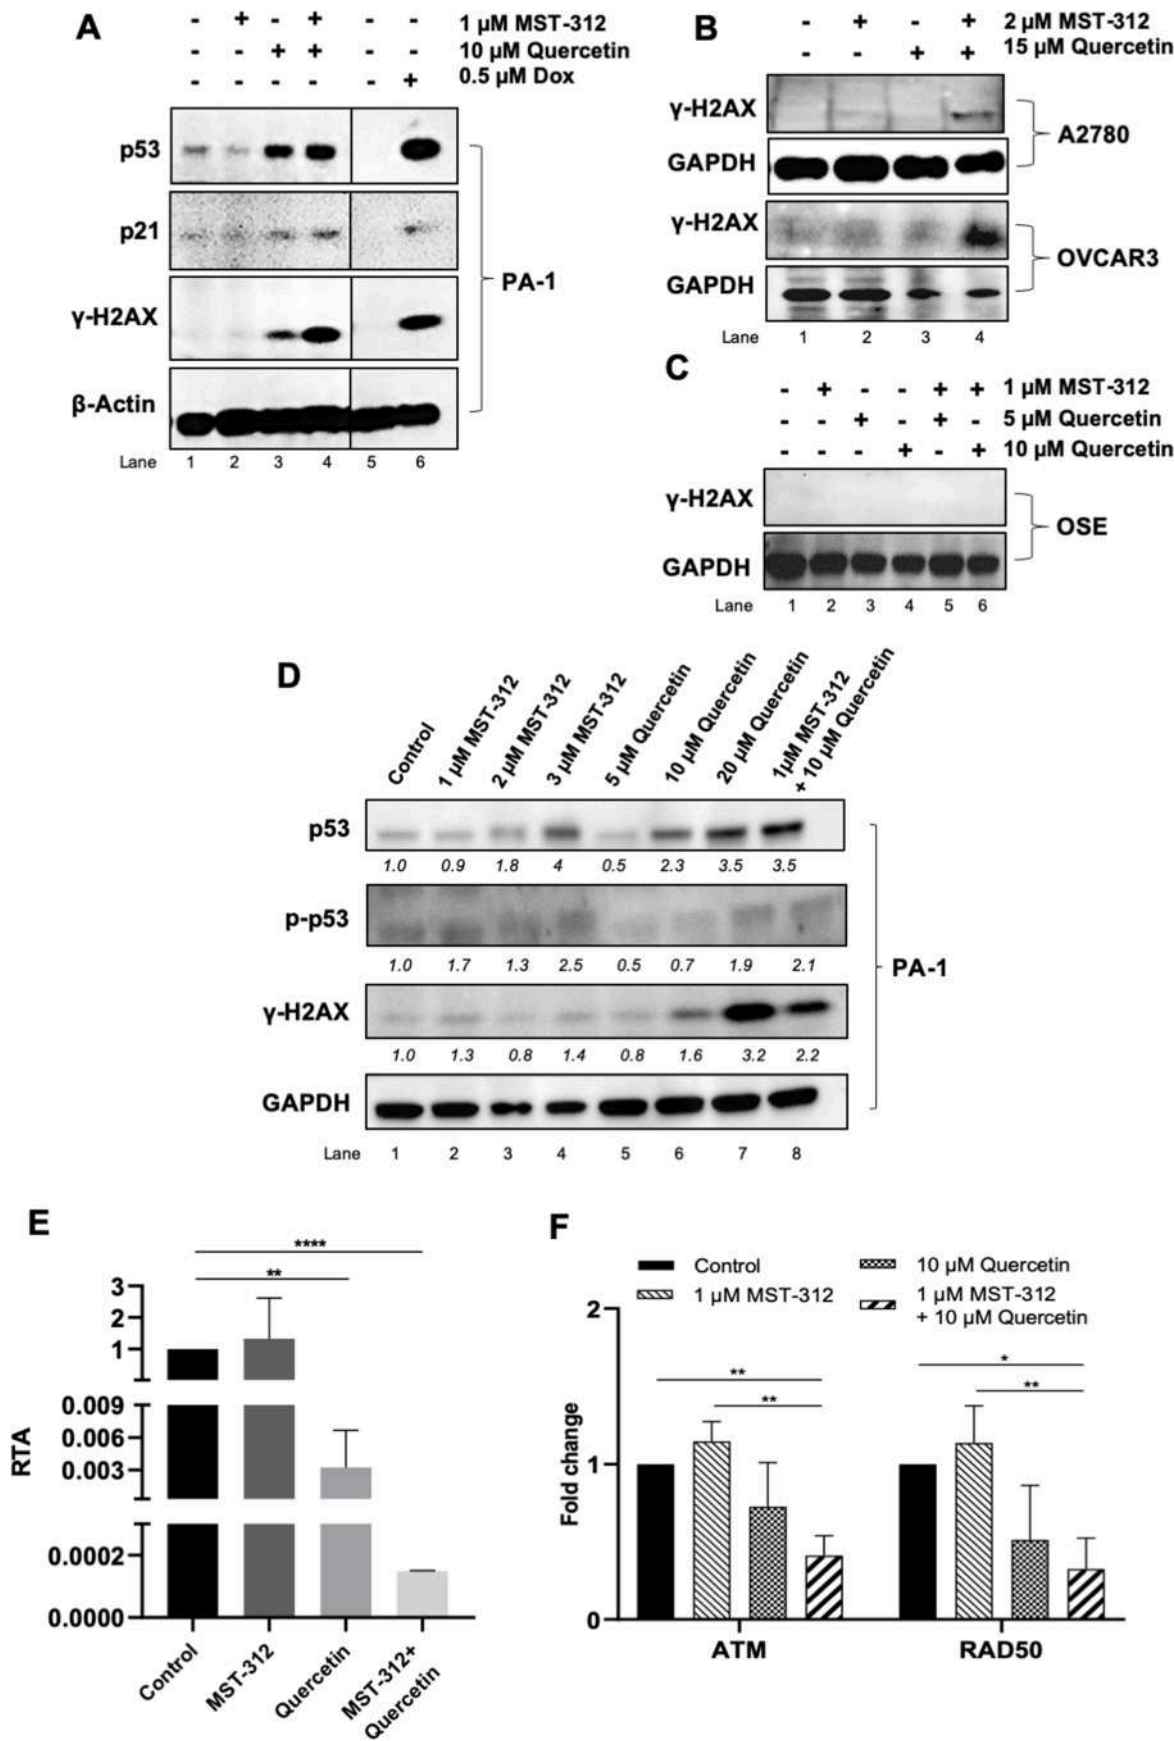 A
- + - + - - 1 µM MST-312
- - + + - - 10 µM Quercetin
- - - - - + 0.5 µM Dox
p53
p21
γ-H2AX
β-Actin
PA-1
Lane 1 2 3 4 5 6
B
- + - + 2 µM MST-312
- - + + 15 µM Quercetin
γ-H2AX
GAPDH
A2780
γ-H2AX
GAPDH
OVCAR3
Lane 1 2 3 4
C
- + - - + + 1 µM MST-312
- - + - + - 5 µM Quercetin
- - - + - + 10 µM Quercetin
γ-H2AX
GAPDH
OSE
Lane 1 2 3 4 5 6
D
Control
1 µM MST-312
2 µM MST-312
3 µM MST-312
5 µM Quercetin
10 µM Quercetin
20 µM Quercetin
1µM MST-312
+ 10 µM Quercetin
p53
1.0 0.9 1.8 4 0.5 2.3 3.5 3.5
p-p53
1.0 1.7 1.3 2.5 0.5 0.7 1.9 2.1
γ-H2AX
1.0 1.3 0.8 1.4 0.8 1.6 3.2 2.2
GAPDH
PA-1
Lane 1 2 3 4 5 6 7 8
E
****
**
3
2
1
0.009
0.006
0.003
0.0002
0.0000
RTA
Control
MST-312
Quercetin
MST-312+
Quercetin
F
Control
1 µM MST-312
10 µM Quercetin
1 µM MST-312
+ 10 µM Quercetin
2
1
0
Fold change
**
**
*
**
ATM
RAD50